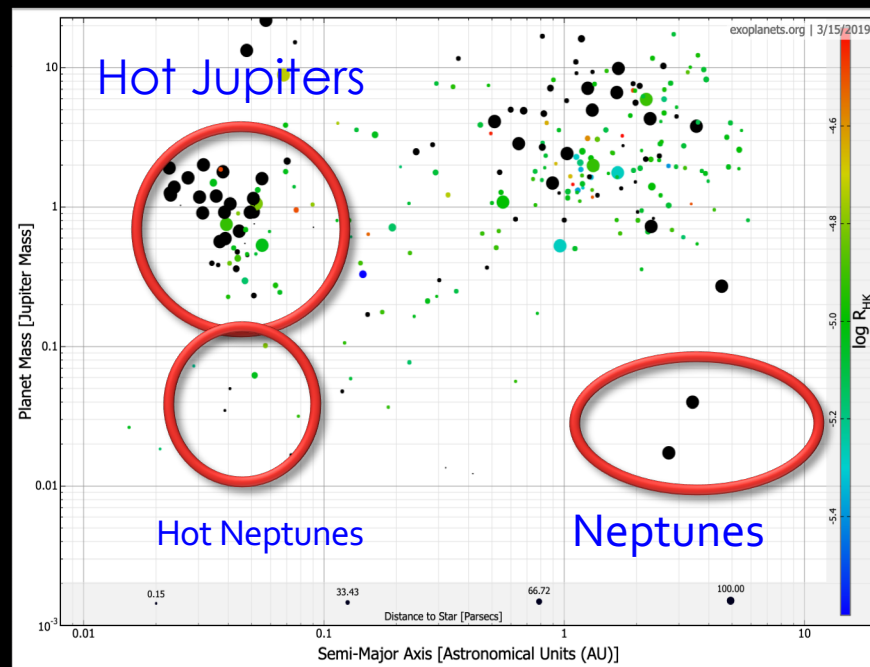 exoplanets.org | 3/15/2019
Hot Jupiters
10
1
0.1
0.01
10⁻³
Planet Mass [Jupiter Mass]
Hot Neptunes
Neptunes
0.15
33.43
66.72
100.00
Distance to Star [Parsecs]
0.01
0.1
1
10
Semi-Major Axis [Astronomical Units (AU)]
-4.6
-4.8
-5.0
-5.2
-5.4
log R_HK